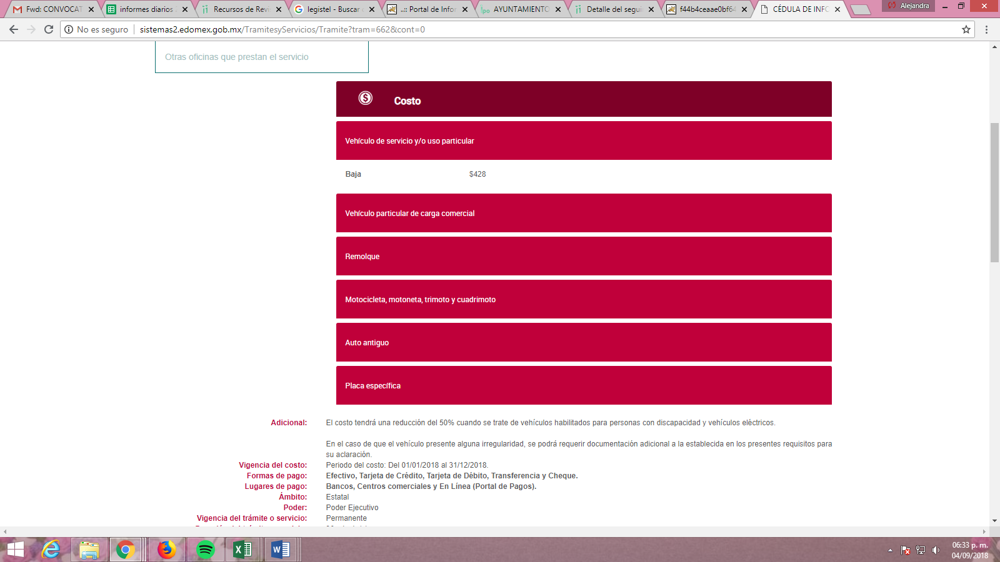 Fwd: CONVOCAT
informes diarios
Recursos de Revi
legistel - Buscar
..:: Portal de Infor
AYUNTAMIENTO
Detalle del segui
f44b4ceaae0bf64
CÉDULA DE INFO
Alejandra
No es seguro
sistemas2.edomex.gob.mx/TramitesyServicios/Tramite?tram=662&cont=0
Otras oficinas que prestan el servicio
Costo
Vehículo de servicio y/o uso particular
Baja $428
Vehículo particular de carga comercial
Remolque
Motocicleta, motoneta, trimoto y cuadrimoto
Auto antiguo
Placa específica
Adicional: El costo tendrá una reducción del 50% cuando se trate de vehículos habilitados para personas con discapacidad y vehículos eléctricos.
En el caso de que el vehículo presente alguna irregularidad, se podrá requerir documentación adicional a la establecida en los presentes requisitos para
su aclaración.
Vigencia del costo: Periodo del costo: Del 01/01/2018 al 31/12/2018.
Formas de pago: Efectivo, Tarjeta de Crédito, Tarjeta de Débito, Transferencia y Cheque.
Lugares de pago: Bancos, Centros comerciales y En Línea (Portal de Pagos).
Ámbito: Estatal
Poder: Poder Ejecutivo
Vigencia del trámite o servicio: Permanente
06:33 p. m.
04/09/2018